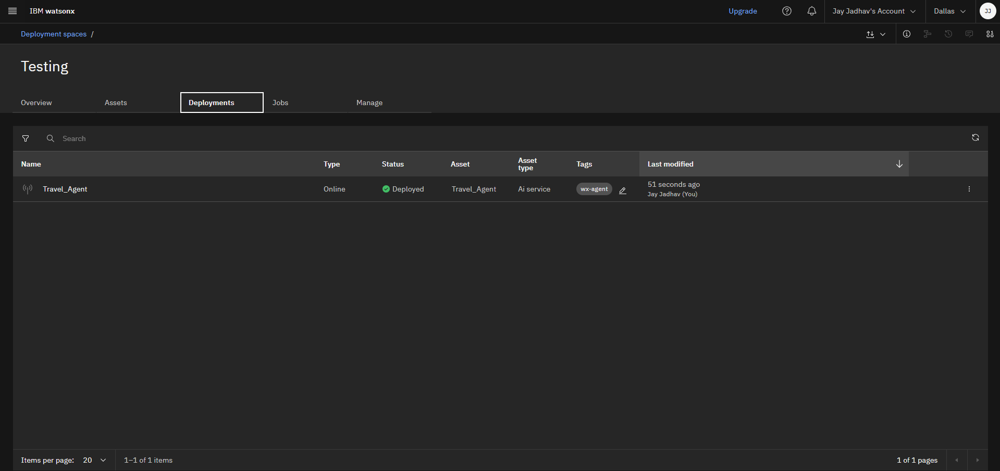 IBM watsonx
Upgrade
Jay Jadhav's Account
Dallas
JJ
Deployment spaces /
Testing
Overview
Assets
Deployments
Jobs
Manage
Search
Name
Type
Status
Asset
Asset
type
Tags
Last modified
Travel_Agent
Online
Deployed
Travel_Agent
Ai service
wx-agent
51 seconds ago
Jay Jadhav (You)
Items per page: 20
1–1 of 1 items
1 of 1 pages